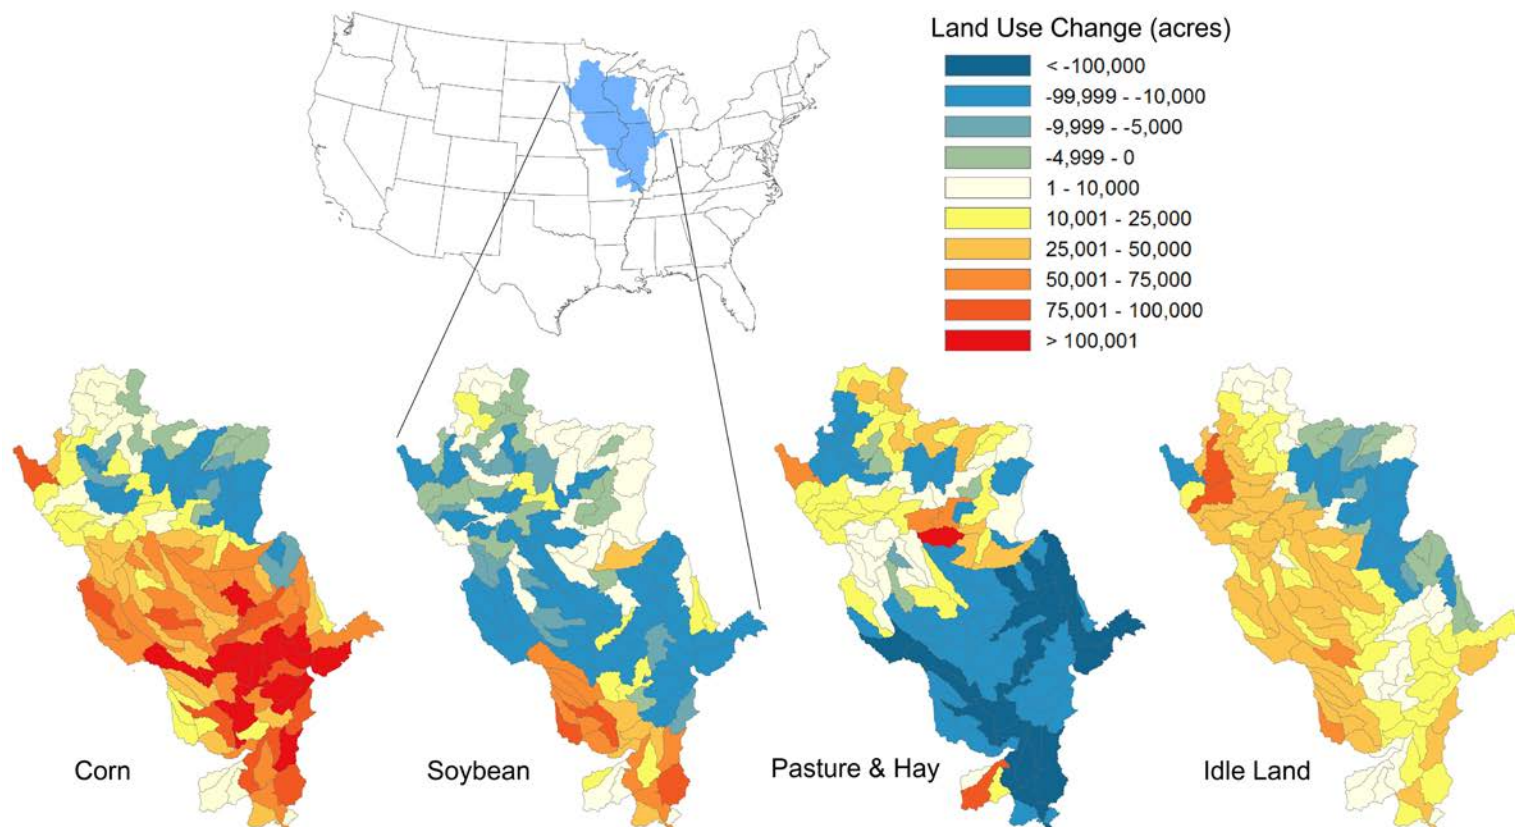 Land Use Change (acres)
< -100,000
-99,999 - -10,000
-9,999 - -5,000
-4,999 - 0
1 - 10,000
10,001 - 25,000
25,001 - 50,000
50,001 - 75,000
75,001 - 100,000
> 100,001
Corn
Soybean
Pasture & Hay
Idle Land